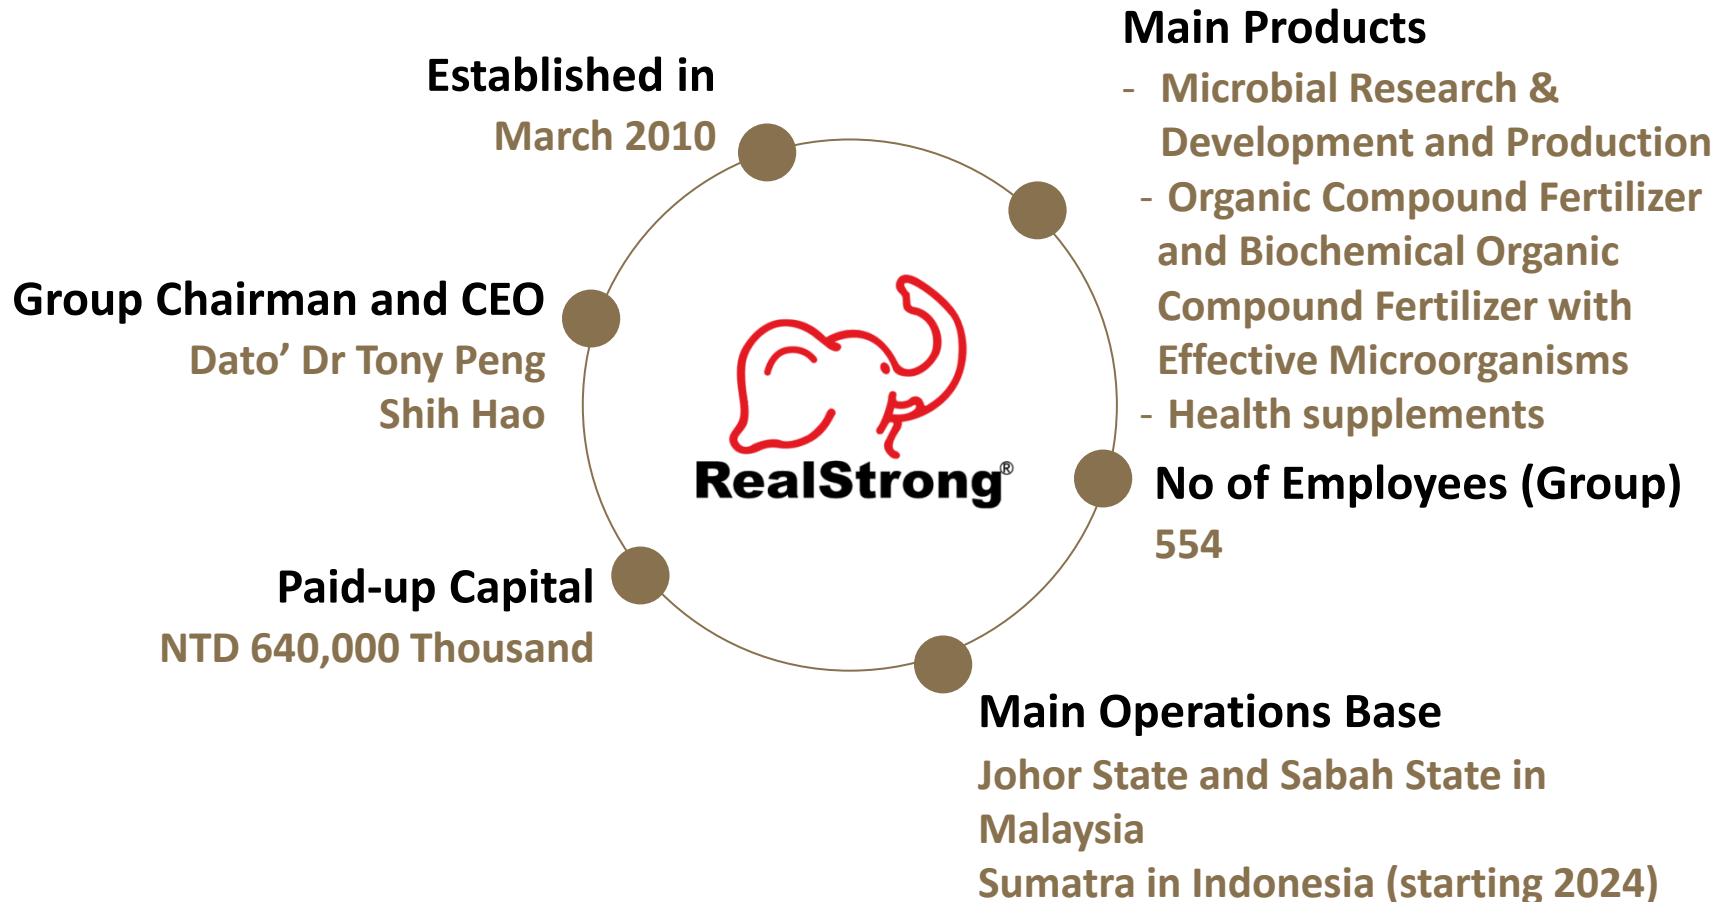 Established in
March 2010
Group Chairman and CEO
Dato’ Dr Tony Peng
Shih Hao
Paid-up Capital
NTD 640,000 Thousand
RealStrong®
Main Products
- Microbial Research &
Development and Production
- Organic Compound Fertilizer
and Biochemical Organic
Compound Fertilizer with
Effective Microorganisms
- Health supplements
No of Employees (Group)
554
Main Operations Base
Johor State and Sabah State in
Malaysia
Sumatra in Indonesia (starting 2024)